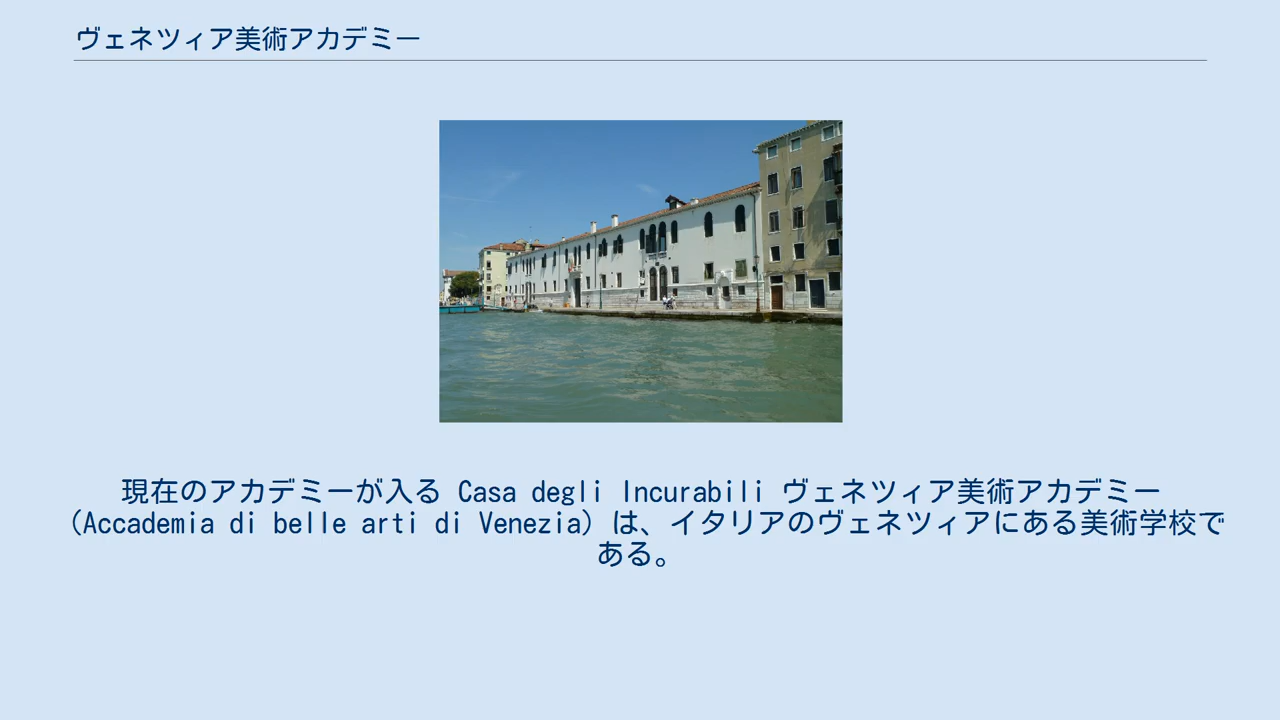 ヴェネツィア美術アカデミー
現在のアカデミーが入る Casa degli Incurabili ヴェネツィア美術アカデミー
(Accademia di belle arti di Venezia) は、イタリアのヴェネツィアにある美術学校で
ある。